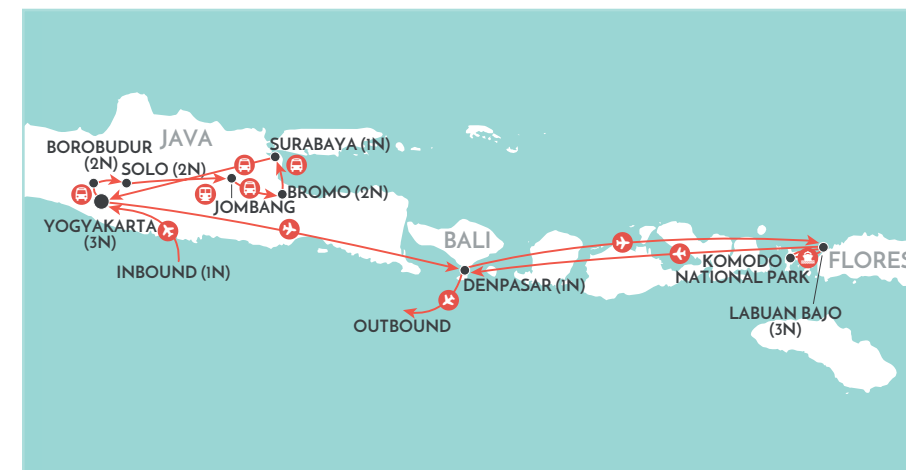 JAVA
BOROBUDUR
(2N)
SOLO (2N)
SURABAYA (1N)
BROMO (2N)
JOMBANG
YOGYAKARTA
(3N)
INBOUND (1N)
BALI
DENPASAR (1N)
OUTBOUND
KOMODO
NATIONAL PARK
FLORES
LABUAN BAJO
(3N)